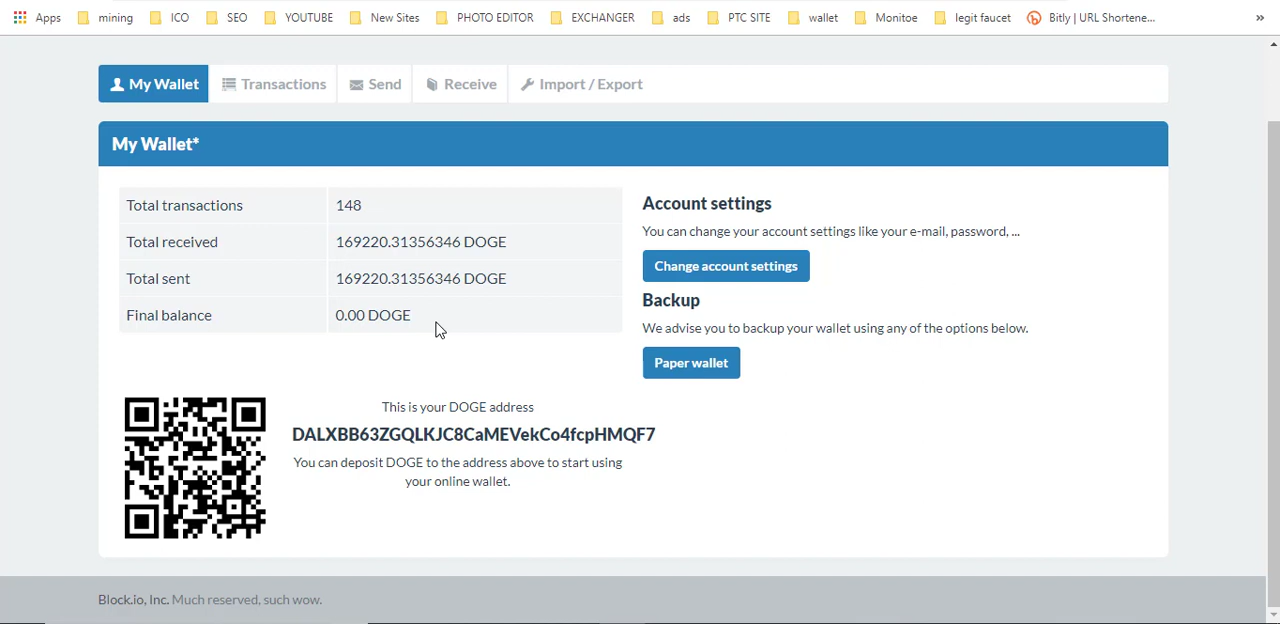 Apps mining ICO SEO YOUTUBE New Sites PHOTO EDITOR EXCHANGER ads PTC SITE wallet Monitoe legit faucet Bitly | URL Shortene... »
My Wallet Transactions Send Receive Import / Export
My Wallet*
Total transactions 148
Total received 169220.31356346 DOGE
Total sent 169220.31356346 DOGE
Final balance 0.00 DOGE
Account settings
You can change your account settings like your e-mail, password, ...
Change account settings
Backup
We advise you to backup your wallet using any of the options below.
Paper wallet
This is your DOGE address
DALXBB63ZGQLKJC8CaMEVekCo4fcpHMQF7
You can deposit DOGE to the address above to start using
your online wallet.
Block.io, Inc. Much reserved, such wow.